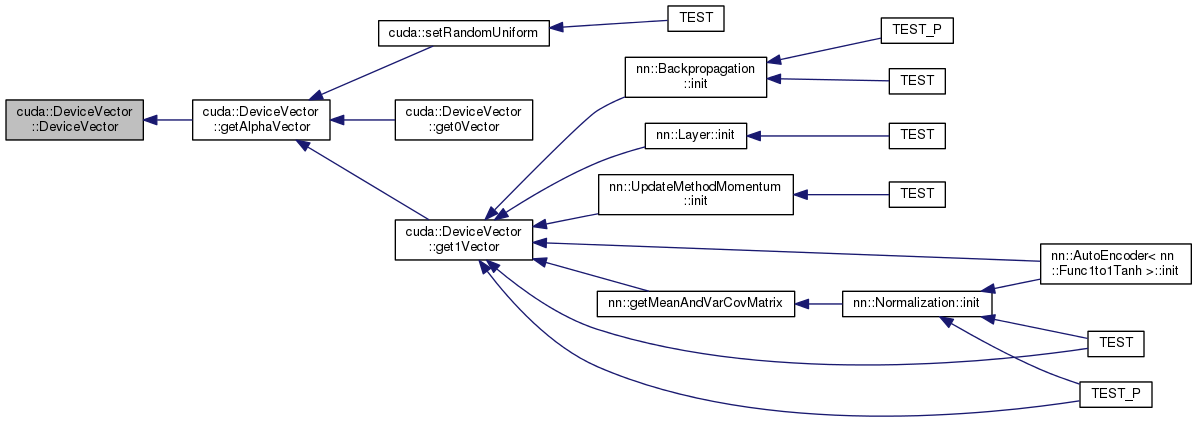 cuda::DeviceVector
::DeviceVector
cuda::DeviceVector
::getAlphaVector
cuda::setRandomUniform
TEST
cuda::DeviceVector
::get0Vector
cuda::DeviceVector
::get1Vector
nn::Backpropagation
::init
TEST_P
TEST
nn::Layer::init
TEST
nn::UpdateMethodMomentum
::init
TEST
nn::getMeanAndVarCovMatrix
nn::Normalization::init
nn::AutoEncoder< nn
::Func1to1Tanh >::init
TEST
TEST_P